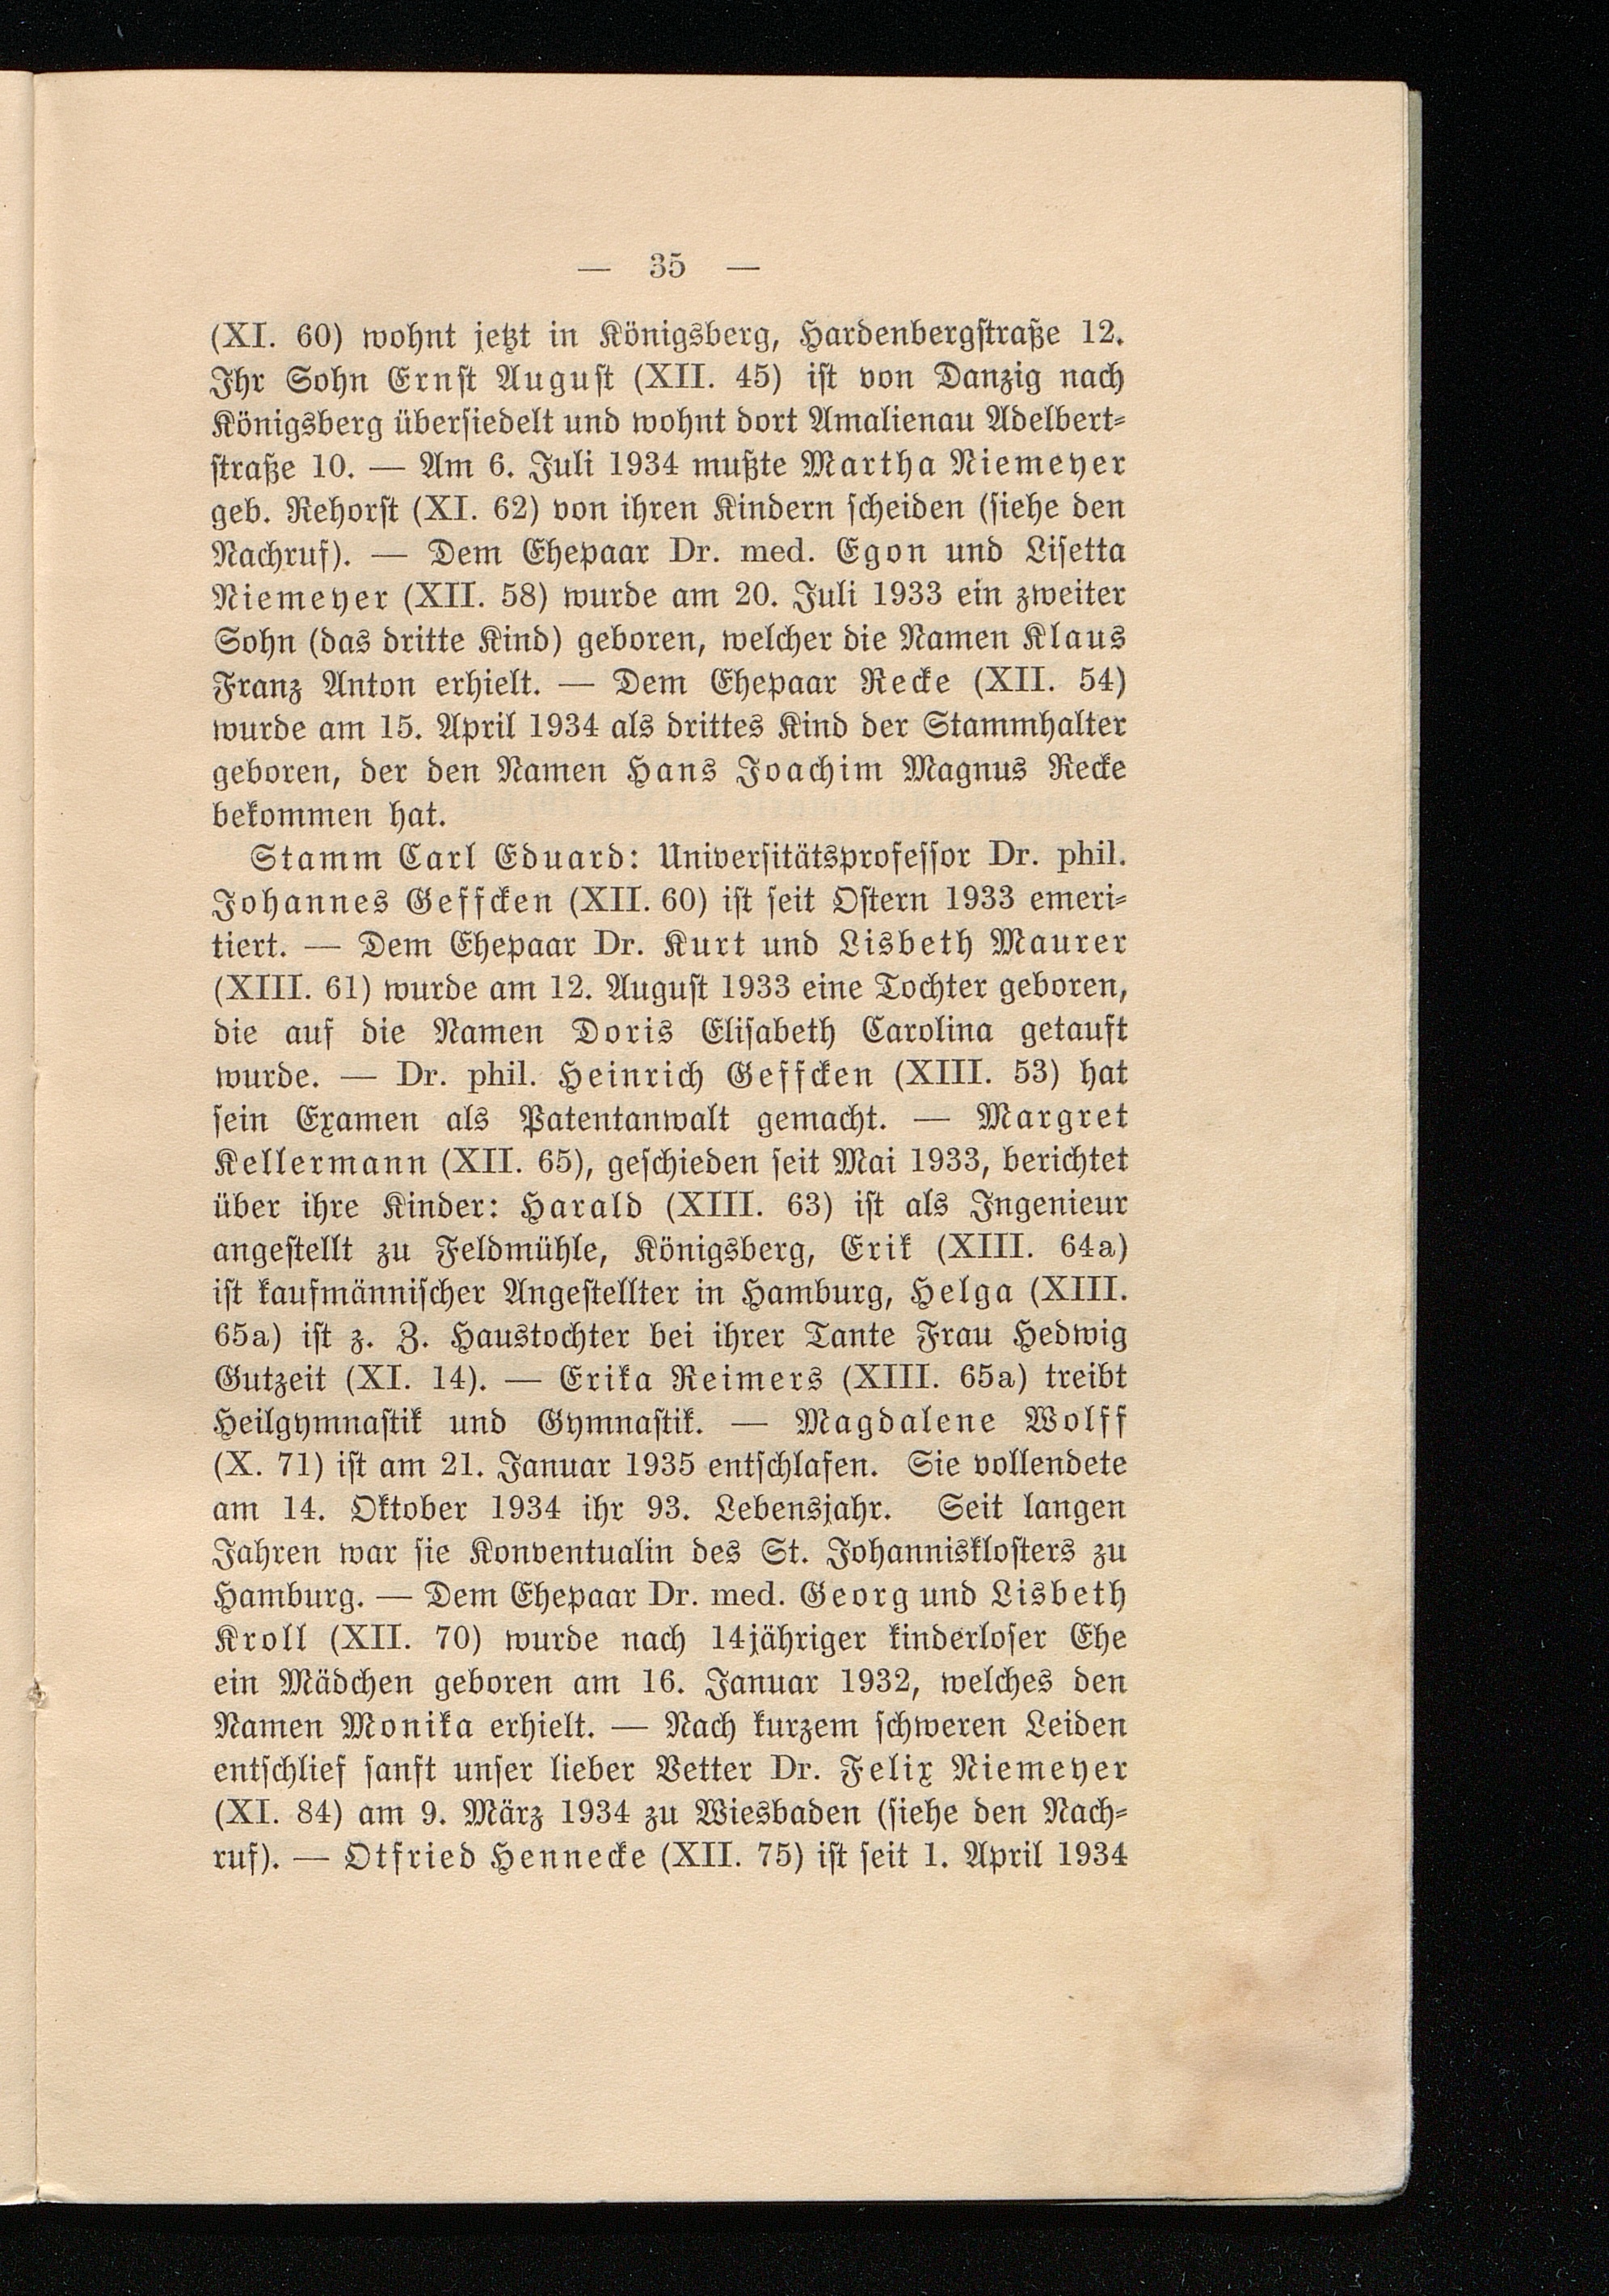 — 35 —
(XI. 60) wohnt jetzt in Königsberg, Hardenbergstraße 12.
Ihr Sohn Ernst August (XII. 45) ist von Danzig nach
Königsberg übersiedelt und wohnt dort Amalienau Adelbert-
straße 10. — Am 6. Juli 1934 mußte Martha Niemeyer
geb. Rehorst (XI. 62) von ihren Kindern scheiden (siehe den
Nachruf). — Dem Ehepaar Dr. med. Egon und Lisetta
Niemeyer (XII. 58) wurde am 20. Juli 1933 ein zweiter
Sohn (das dritte Kind) geboren, welcher die Namen Klaus
Franz Anton erhielt. — Dem Ehepaar Recke (XII. 54)
wurde am 15. April 1934 als drittes Kind der Stammhalter
geboren, der den Namen Hans Joachim Magnus Recke
bekommen hat.
Stamm Carl Eduard: Universitätsprofessor Dr. phil.
Johannes Geffcken (XII. 60) ist seit Ostern 1933 emeri-
tiert. — Dem Ehepaar Dr. Kurt und Lisbeth Maurer
(XIII. 61) wurde am 12. August 1933 eine Tochter geboren,
die auf die Namen Doris Elisabeth Carolina getauft
wurde. — Dr. phil. Heinrich Geffcken (XIII. 53) hat
sein Examen als Patentanwalt gemacht. — Margret
Kellermann (XII. 65), geschieden seit Mai 1933, berichtet
über ihre Kinder: Harald (XIII. 63) ist als Ingenieur
angestellt zu Feldmühle, Königsberg, Erik (XIII. 64a)
ist kaufmännischer Angestellter in Hamburg, Helga (XIII.
65a) ist z. Z. Haustochter bei ihrer Tante Frau Hedwig
Gutzeit (XI. 14). — Erika Reimers (XIII. 65a) treibt
Heilgymnastik und Gymnastik. — Magdalene Wolff
(X. 71) ist am 21. Januar 1935 entschlafen. Sie vollendete
am 14. Oktober 1934 ihr 93. Lebensjahr. Seit langen
Jahren war sie Konventualin des St. Johannisklosters zu
Hamburg. — Dem Ehepaar Dr. med. Georg und Lisbeth
Kroll (XII. 70) wurde nach 14jähriger kinderloser Ehe
ein Mädchen geboren am 16. Januar 1932, welches den
Namen Monika erhielt. — Nach kurzem schweren Leiden
entschlief sanft unser lieber Vetter Dr. Felix Niemeyer
(XI. 84) am 9. März 1934 zu Wiesbaden (siehe den Nach-
ruf). — Otfried Hennecke (XII. 75) ist seit 1. April 1934